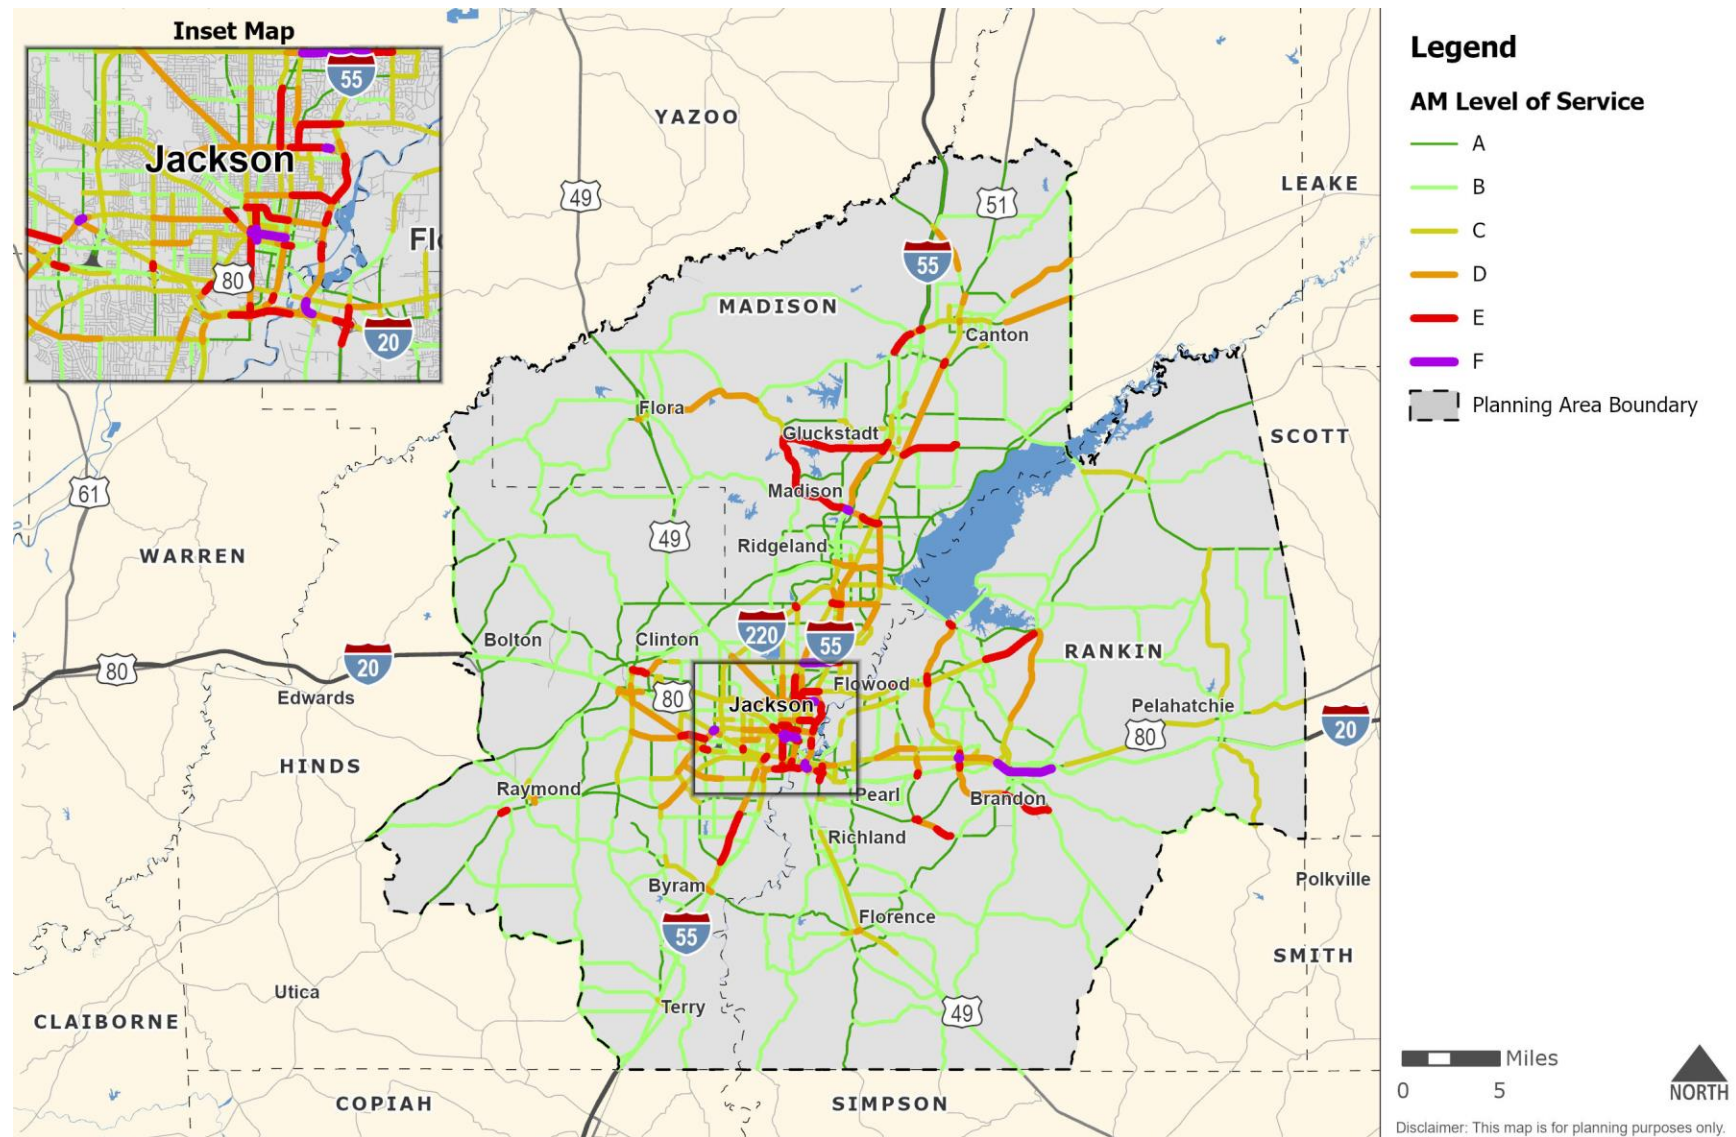 Inset Map
55
Jackson
Fl
80
20
Legend
AM Level of Service
A
B
C
D
E
F
Planning Area Boundary
YAZOO
LEAKE
49
51
55
MADISON
Canton
Flora
Gluckstadt
SCOTT
61
Madison
49
Ridgeland
WARREN
220
55
Bolton
Clinton
RANKIN
80
20
Edwards
80
Flowood
Jackson
Pelahatchie
80
20
HINDS
Raymond
Pearl
Brandon
Richland
Byram
Polkville
Florence
55
SMITH
Utica
Terry
49
CLAIBORNE
COPIAH
SIMPSON
Miles
0 5
NORTH
Disclaimer: This map is for planning purposes only.